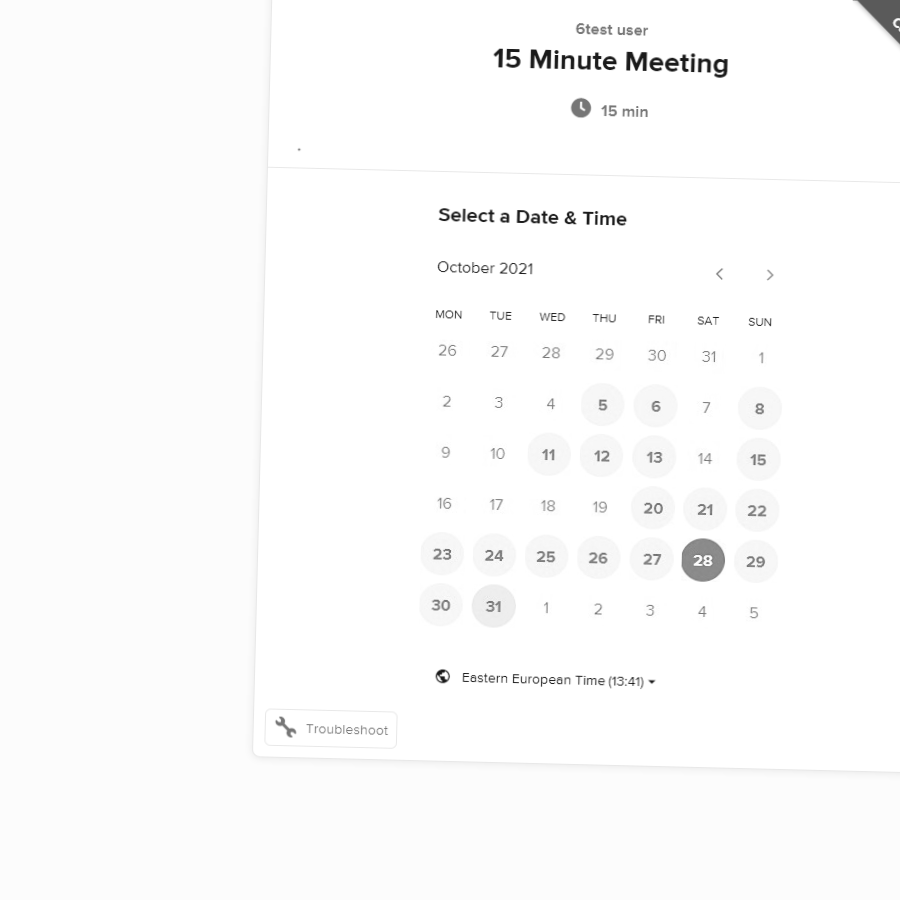 6test user
15 Minute Meeting
15 min
.
Select a Date & Time
October 2021
MON TUE WED THU FRI SAT SUN
26 27 28 29 30 31 1
2 3 4 5 6 7 8
9 10 11 12 13 14 15
16 17 18 19 20 21 22
23 24 25 26 27 28 29
30 31 1 2 3 4 5
Eastern European Time (13:41)
Troubleshoot